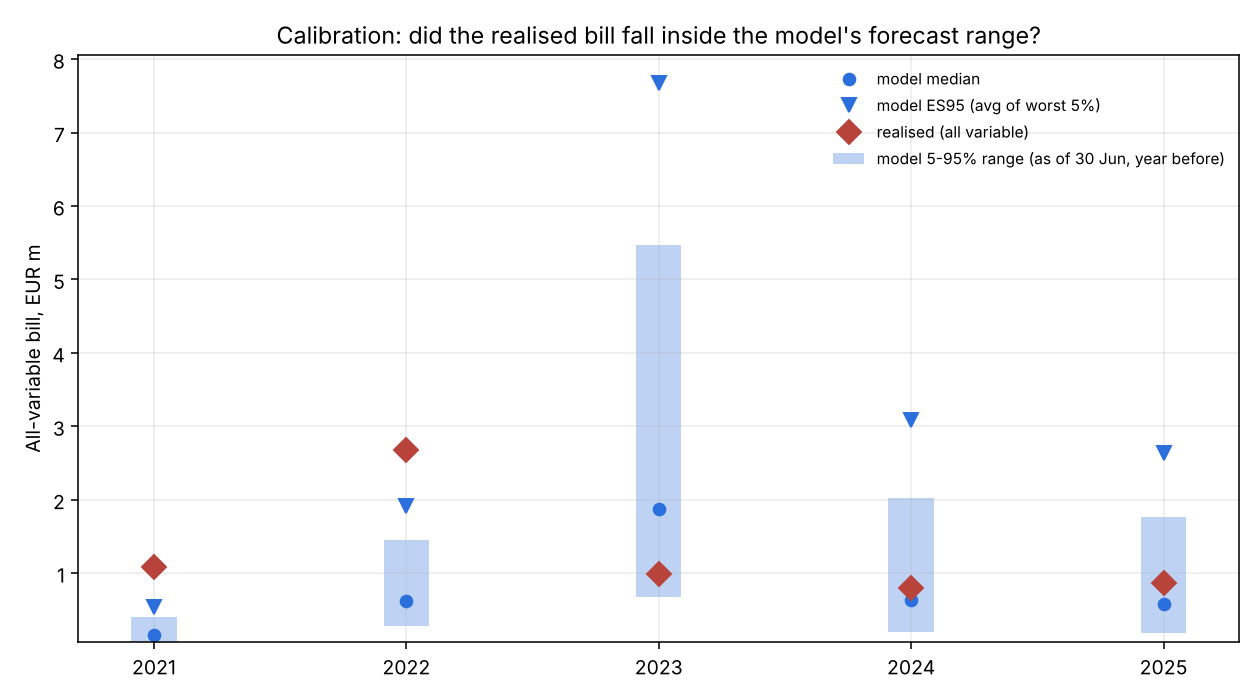 Calibration: did the realised bill fall inside the model's forecast range?
model median
model ES95 (avg of worst 5%)
realised (all variable)
model 5-95% range (as of 30 Jun, year before)
All-variable bill, EUR m
8
7
6
5
4
3
2
1
2021
2022
2023
2024
2025